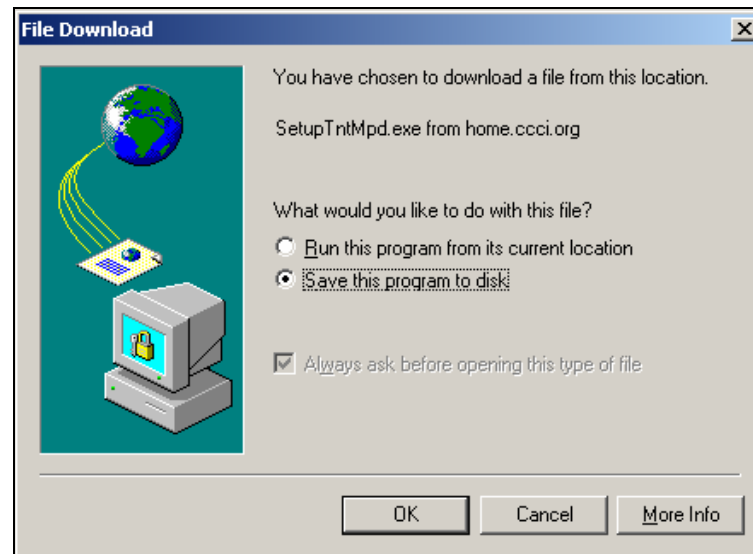 File Download
You have chosen to download a file from this location.
SetupTntMpd.exe from home.ccci.org
What would you like to do with this file?
Run this program from its current location
Save this program to disk
Always ask before opening this type of file
OK
Cancel
More Info